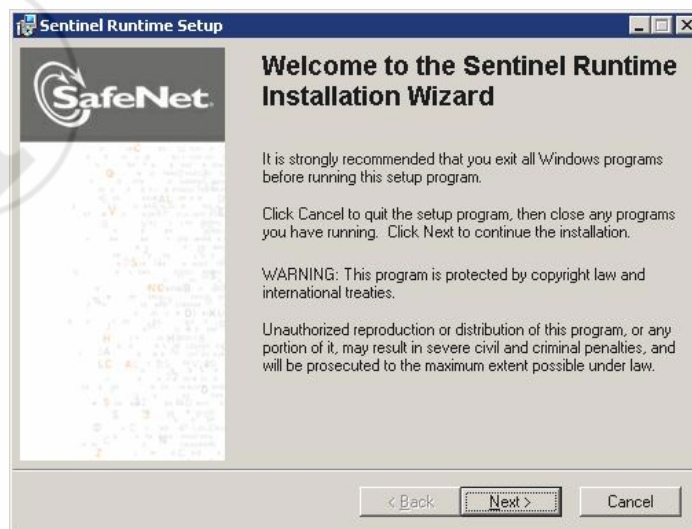 Sentinel Runtime Setup
SafeNet.
Welcome to the Sentinel Runtime
Installation Wizard
It is strongly recommended that you exit all Windows programs
before running this setup program.
Click Cancel to quit the setup program, then close any programs
you have running. Click Next to continue the installation.
WARNING: This program is protected by copyright law and
international treaties.
Unauthorized reproduction or distribution of this program, or any
portion of it, may result in severe civil and criminal penalties, and
will be prosecuted to the maximum extent possible under law.
< Back
Next >
Cancel